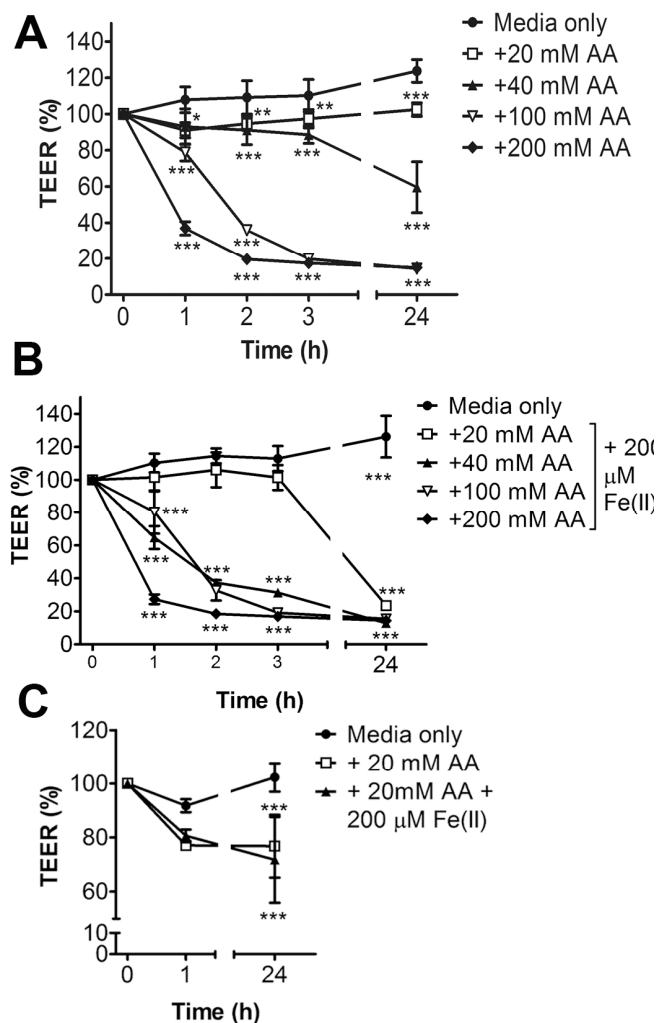 A
Media only
+20 mM AA
+40 mM AA
+100 mM AA
+200 mM AA
TEER (%)
140
120
100
80
60
40
20
0
*
**
**
***
***
***
***
***
***
***
***
***
***
0 1 2 3 24
Time (h)
B
Media only
+20 mM AA
+40 mM AA
+100 mM AA
+200 mM AA
+ 200
μM
Fe(II)
TEER (%)
140
120
100
80
60
40
20
0
***
***
***
***
***
***
***
***
***
***
0 1 2 3 24
Time (h)
C
Media only
+ 20 mM AA
+ 20mM AA +
200 μM Fe(II)
TEER (%)
120
100
80
60
10
0
***
***
0 1 24
Time (h)